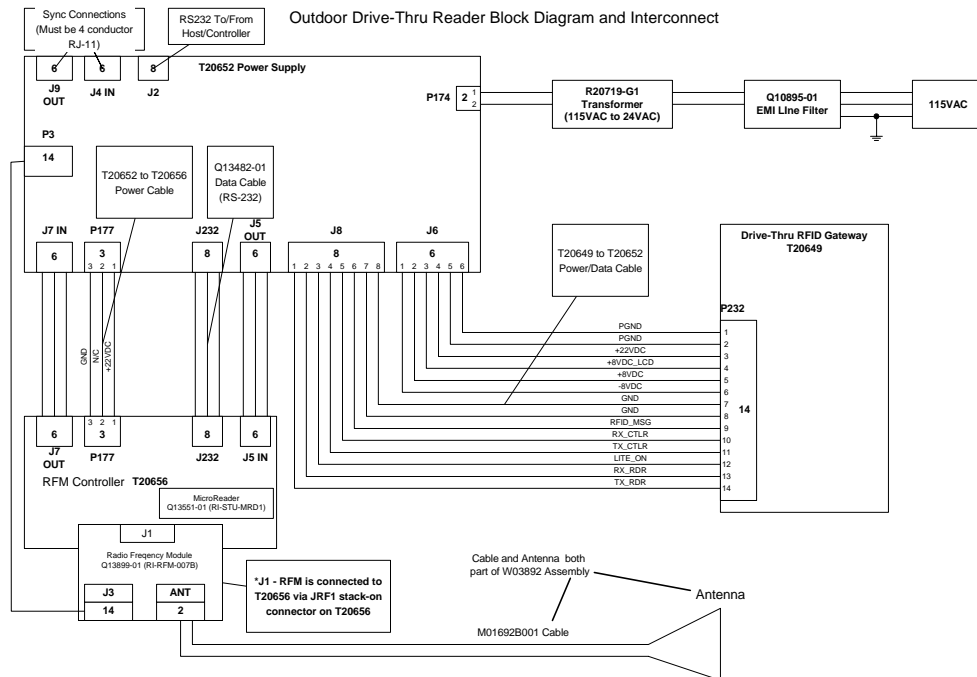 Outdoor Drive-Thru Reader Block Diagram and Interconnect
Sync Connections
(Must be 4 conductor
RJ-11)
RS232 To/From
Host/Controller
6
6
8
T20652 Power Supply
J9
OUT
J4 IN
J2
P174
2
1
2
R20719-G1
Transformer
(115VAC to 24VAC)
Q10895-01
EMI LIne Filter
115VAC
P3
14
T20652 to T20656
Power Cable
Q13482-01
Data Cable
(RS-232)
J7 IN
P177
J232
J5
OUT
J8
J6
6
3
8
6
8
6
3 2 1
1 2 3 4 5 6 7 8
1 2 3 4 5 6
T20649 to T20652
Power/Data Cable
Drive-Thru RFID Gateway
T20649
P232
PGND 1
PGND 2
+22VDC 3
+8VDC_LCD 4
+8VDC 5
-8VDC 6
GND 7
GND 8
RFID_MSG 9
RX_CTLR 10
TX_CTLR 11
LITE_ON 12
RX_RDR 13
TX_RDR 14
14
GND
N/C
+22VDC
3 2 1
6
3
8
6
J7
OUT
P177
J232
J5 IN
RFM Controller T20656
MicroReader
Q13551-01 (RI-STU-MRD1)
J1
Radio Freqency Module
Q13899-01 (RI-RFM-007B)
J3
14
ANT
2
*J1 - RFM is connected to
T20656 via JRF1 stack-on
connector on T20656
Cable and Antenna both
part of W03892 Assembly
Antenna
M01692B001 Cable